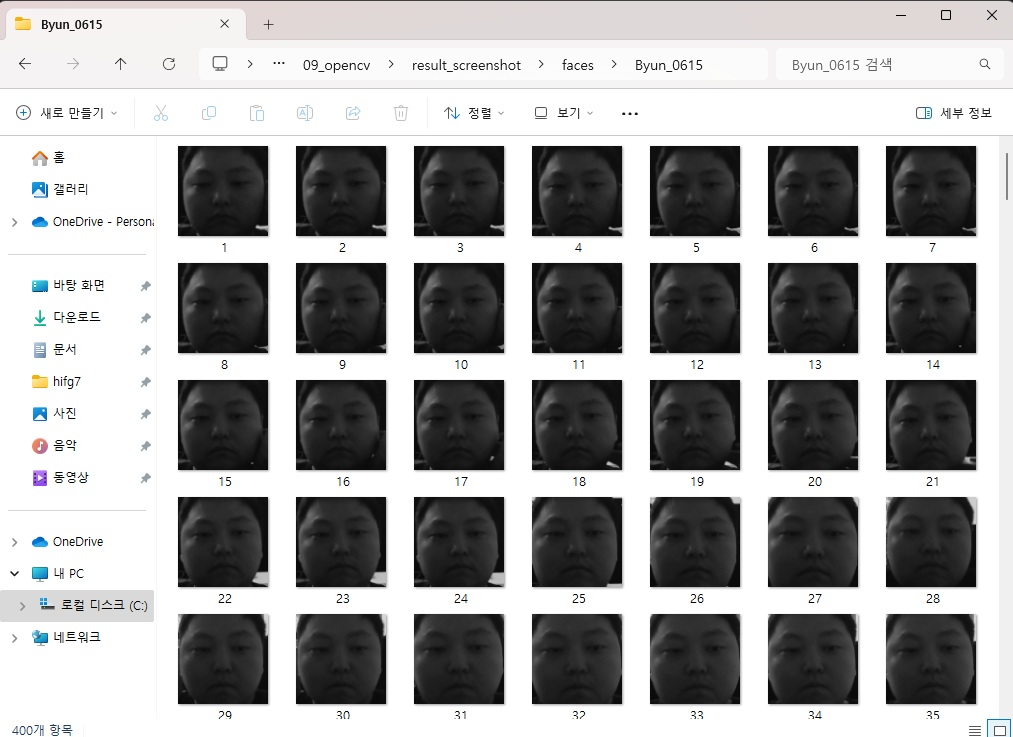 Byun_0615
09_opencv
result_screenshot
faces
Byun_0615
Byun_0615 검색
새로 만들기
정렬
보기
세부 정보
홈
갤러리
OneDrive - Persona
바탕 화면
다운로드
문서
hifg7
사진
음악
동영상
OneDrive
내 PC
로컬 디스크 (C:)
네트워크
1 2 3 4 5 6 7
8 9 10 11 12 13 14
15 16 17 18 19 20 21
22 23 24 25 26 27 28
29 30 31 32 33 34 35
400개 항목